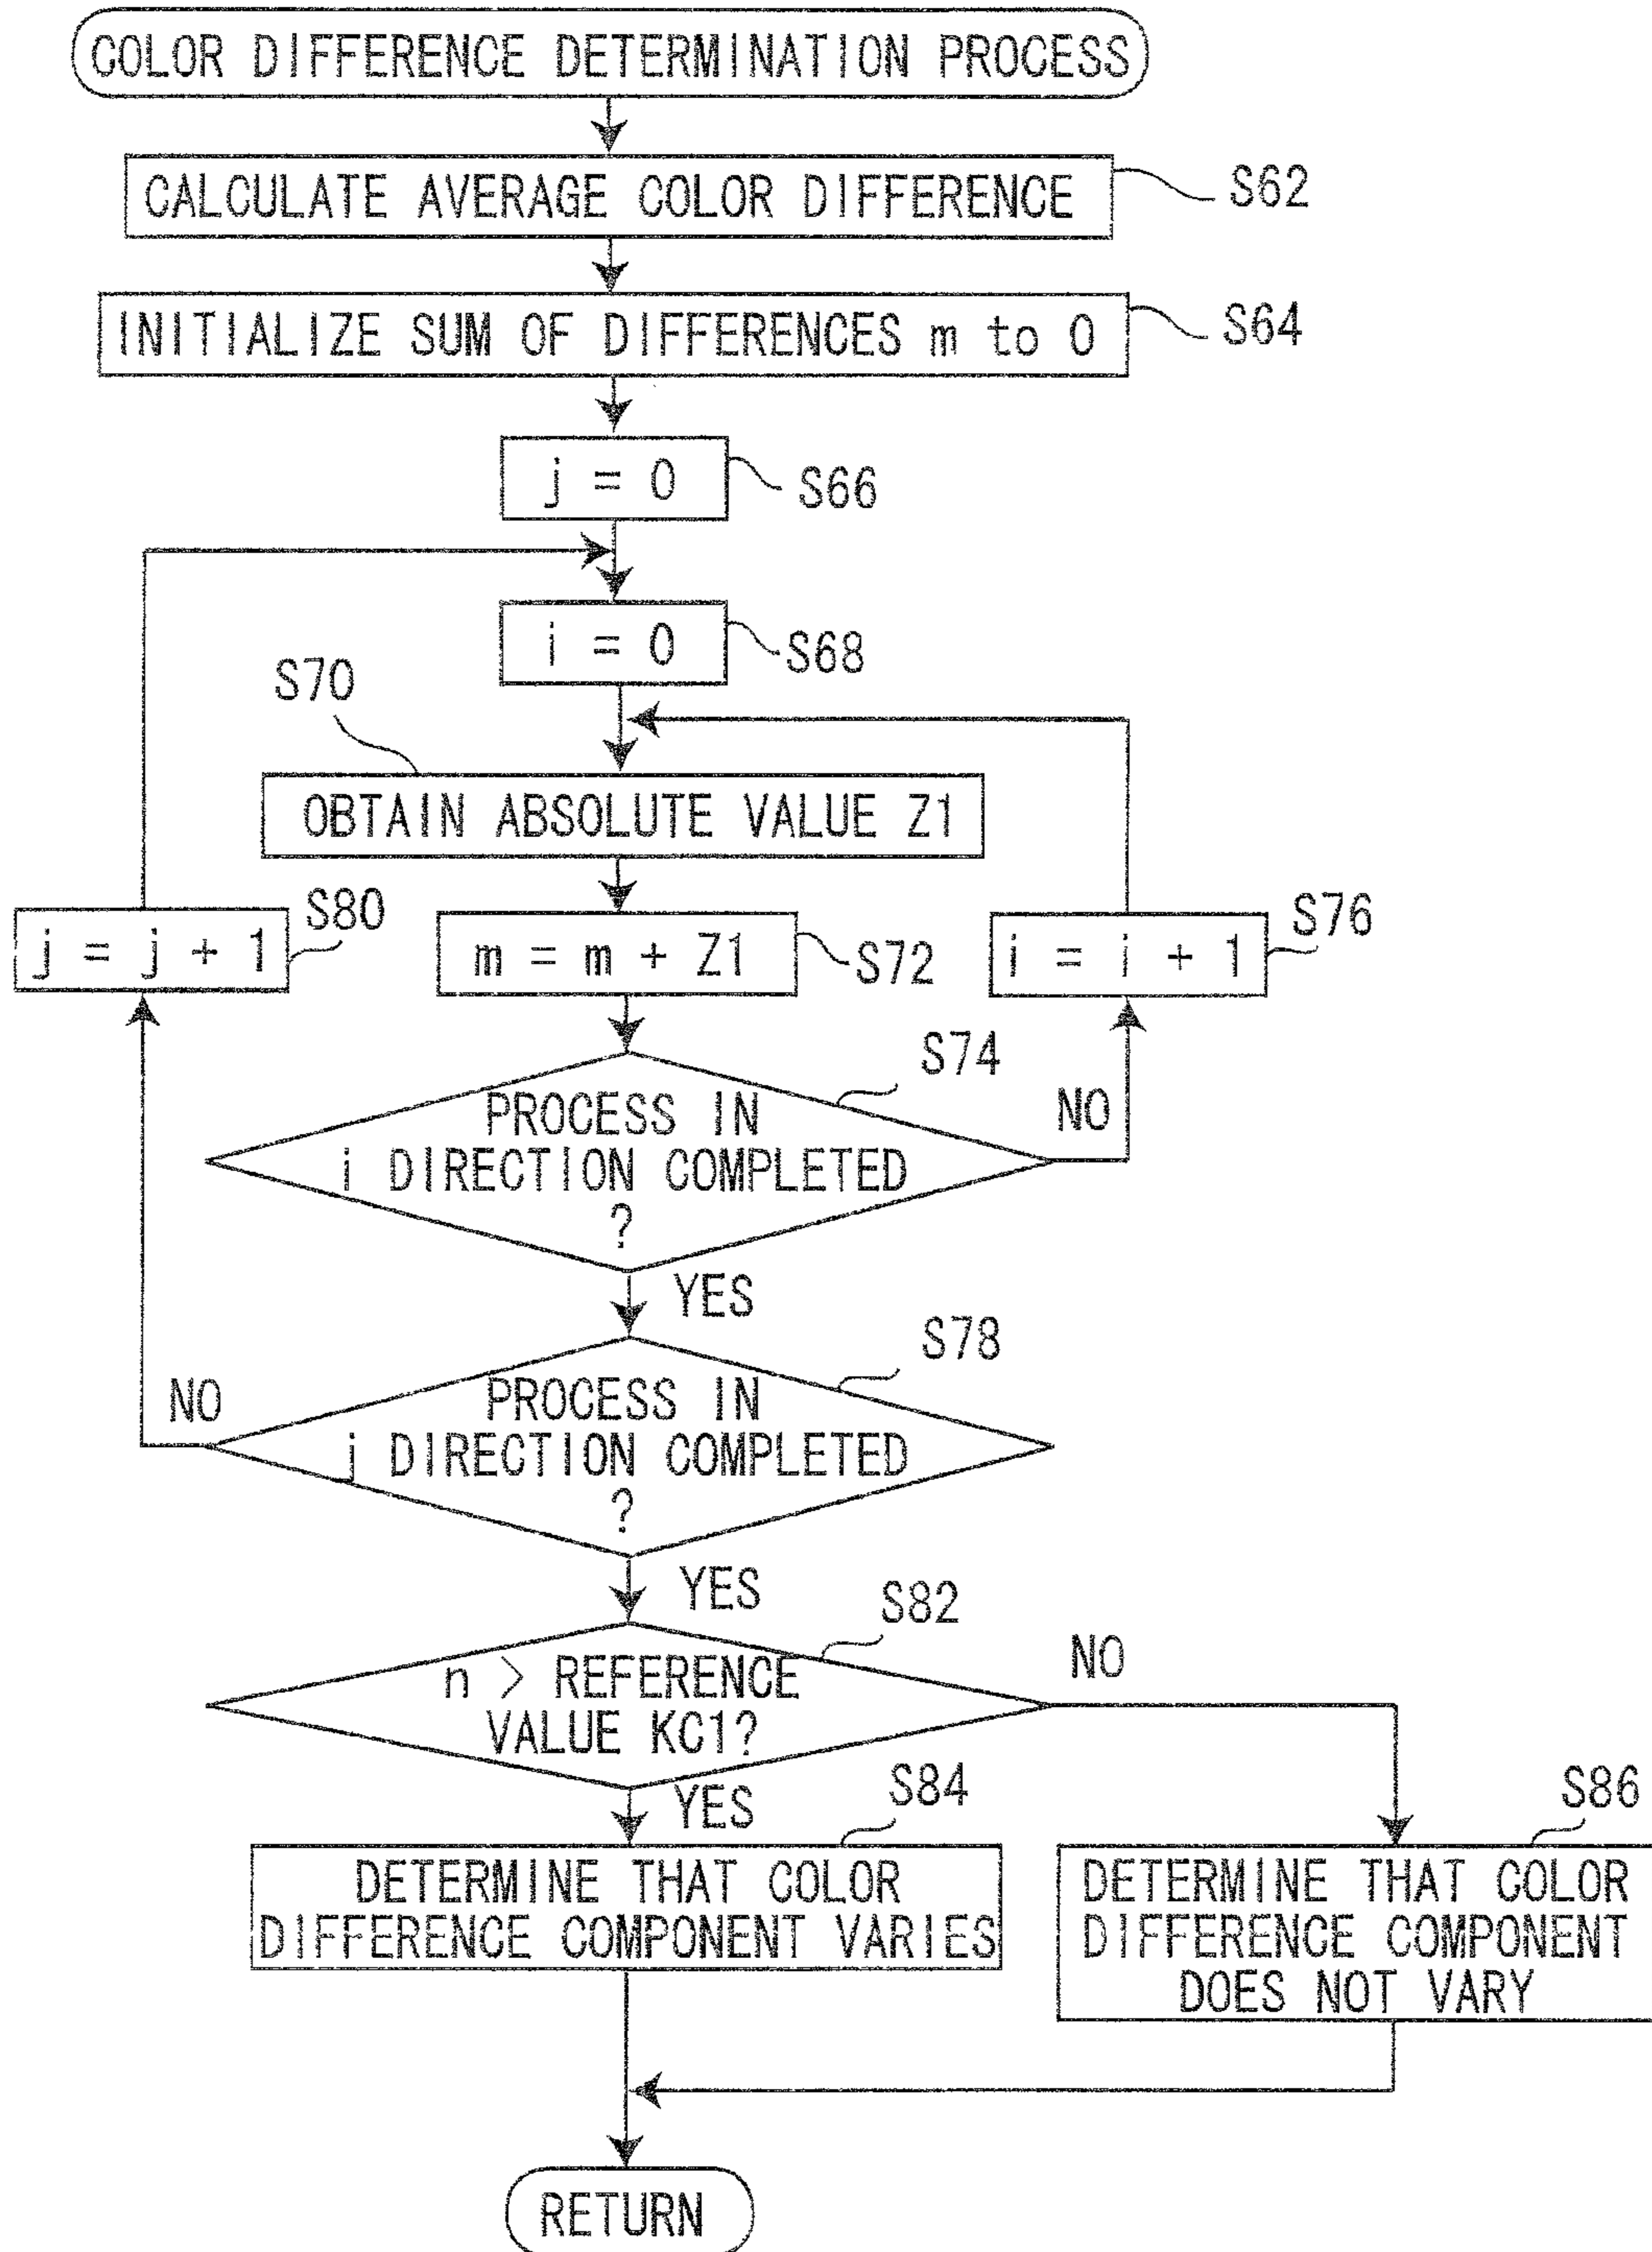 COLOR DIFFERENCE DETERMINATION PROCESS
CALCULATE AVERAGE COLOR DIFFERENCE
S62
INITIALIZE SUM OF DIFFERENCES m to 0
S64
j = 0
S66
i = 0
S68
S70
OBTAIN ABSOLUTE VALUE Z1
j = j + 1
S80
m = m + Z1
S72
i = i + 1
S76
S74
PROCESS IN
i DIRECTION COMPLETED
?
NO
YES
S78
PROCESS IN
j DIRECTION COMPLETED
?
NO
YES
S82
n > REFERENCE
VALUE KC1?
NO
YES
S84
DETERMINE THAT COLOR
DIFFERENCE COMPONENT VARIES
S86
DETERMINE THAT COLOR
DIFFERENCE COMPONENT
DOES NOT VARY
RETURN